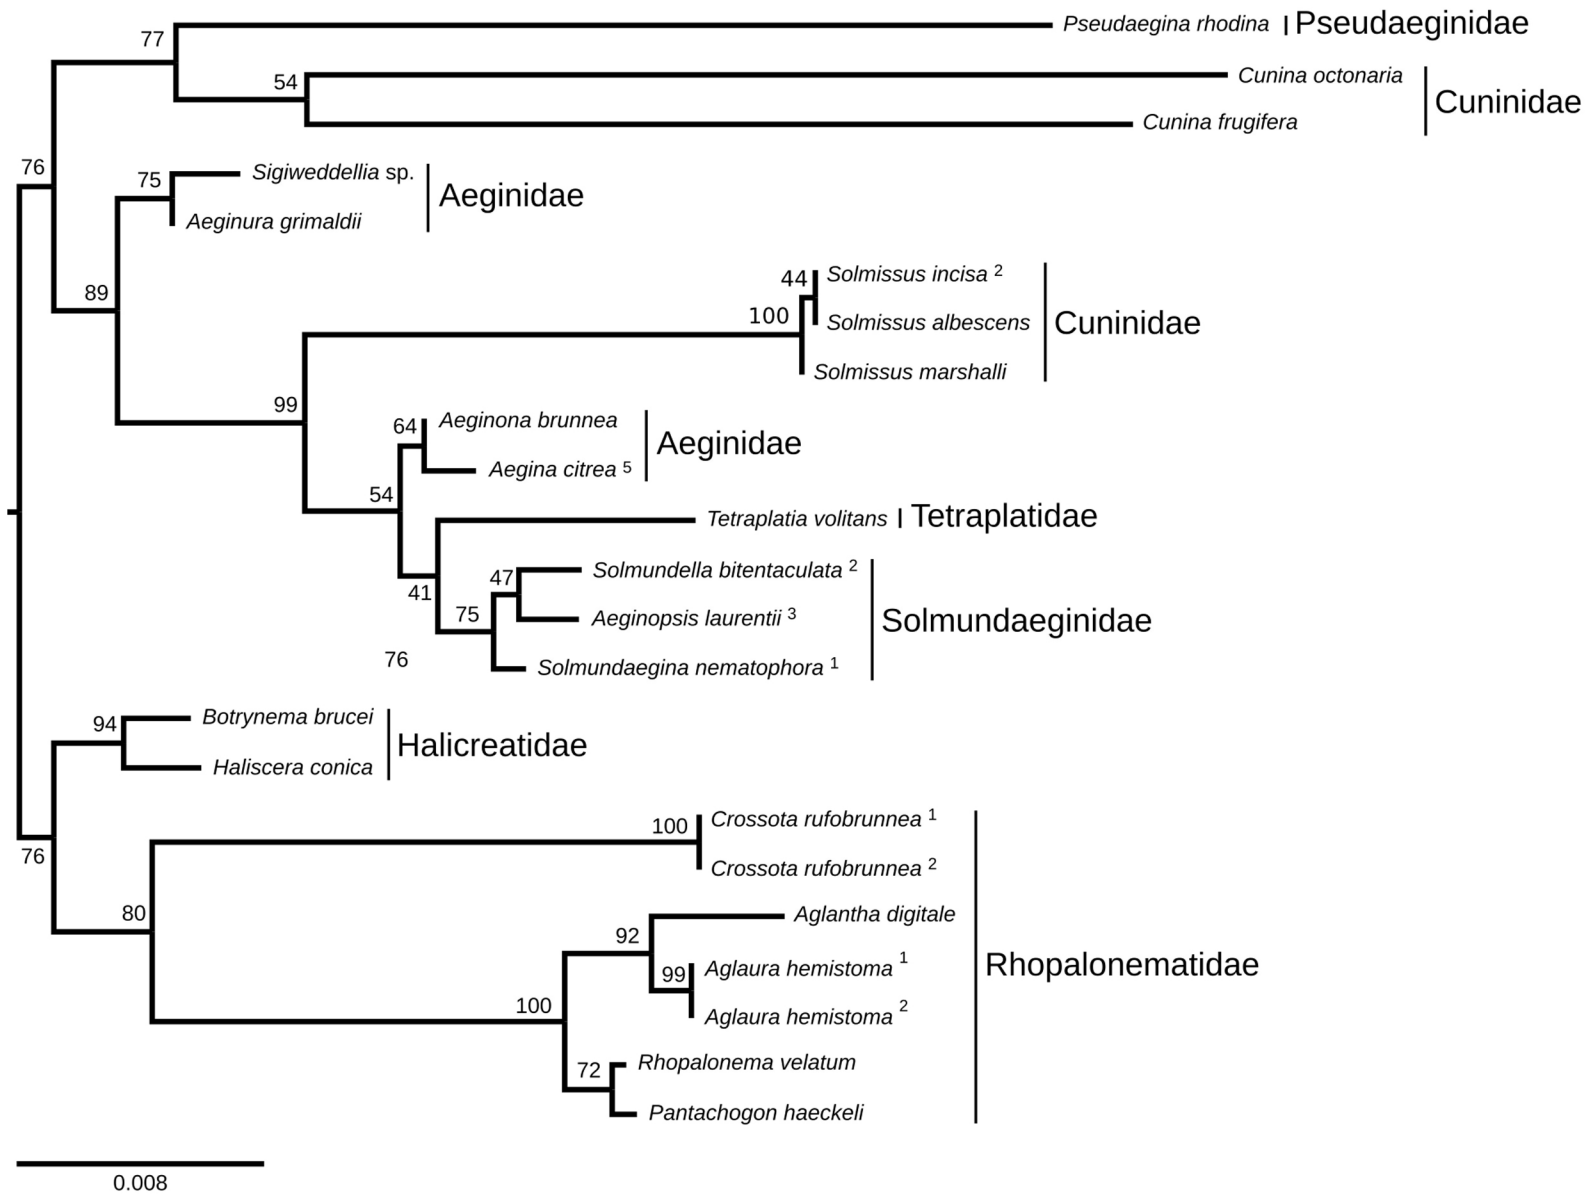 77
Pseudaegina rhodina
Pseudaeginidae
54
Cunina octonaria
Cuninidae
Cunina frugifera
76
75
Sigiweddellia sp.
Aeginidae
Aeginura grimaldii
89
44
Solmissus incisa 2
100
Solmissus albescens
Cuninidae
Solmissus marshalli
99
64
Aeginona brunnea
Aeginidae
Aegina citrea 5
54
Tetraplatia volitans
Tetraplatidae
41
47
Solmundella bitentaculata 2
75
Aeginopsis laurentii 3
Solmundaeginidae
76
Solmundaegina nematophora 1
94
Botrynema brucei
Halicreatidae
Haliscera conica
76
100
Crossota rufobrunnea 1
Crossota rufobrunnea 2
80
92
Aglantha digitale
99
Aglaura hemistoma 1
Rhopalonematidae
100
Aglaura hemistoma 2
72
Rhopalonema velatum
Pantachogon haeckeli
0.008